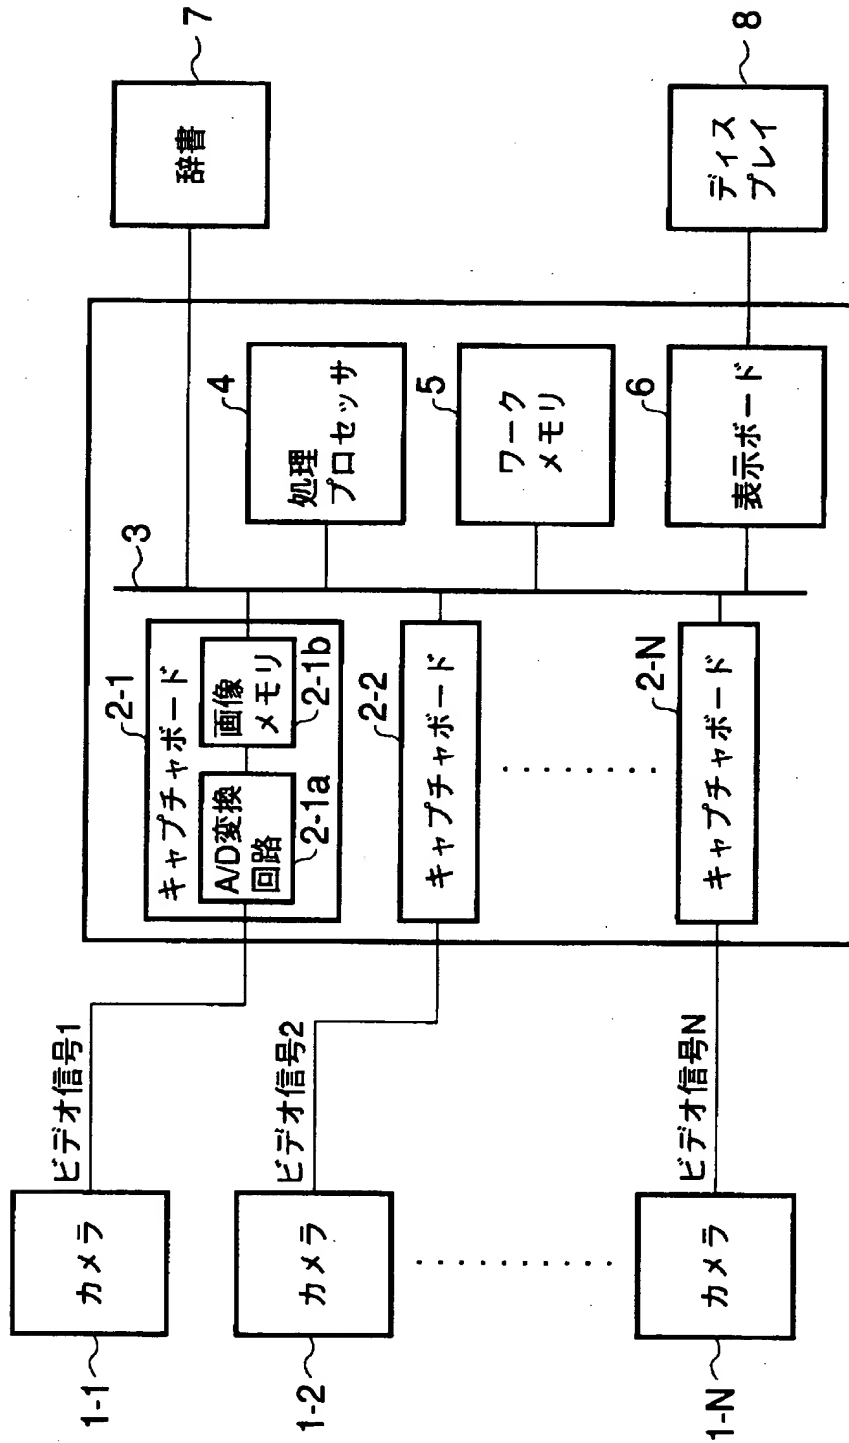 1-1
カメラ
ビデオ信号1
1-2
カメラ
ビデオ信号2
1-N
カメラ
ビデオ信号N
2-1
キャプチャボード
A/D変換
回路
2-1a
画像
メモリ
2-1b
2-2
キャプチャボード
2-N
キャプチャボード
3
4
処理
プロセッサ
5
ワーク
メモリ
6
表示ボード
7
辞書
8
ディス
プレイ